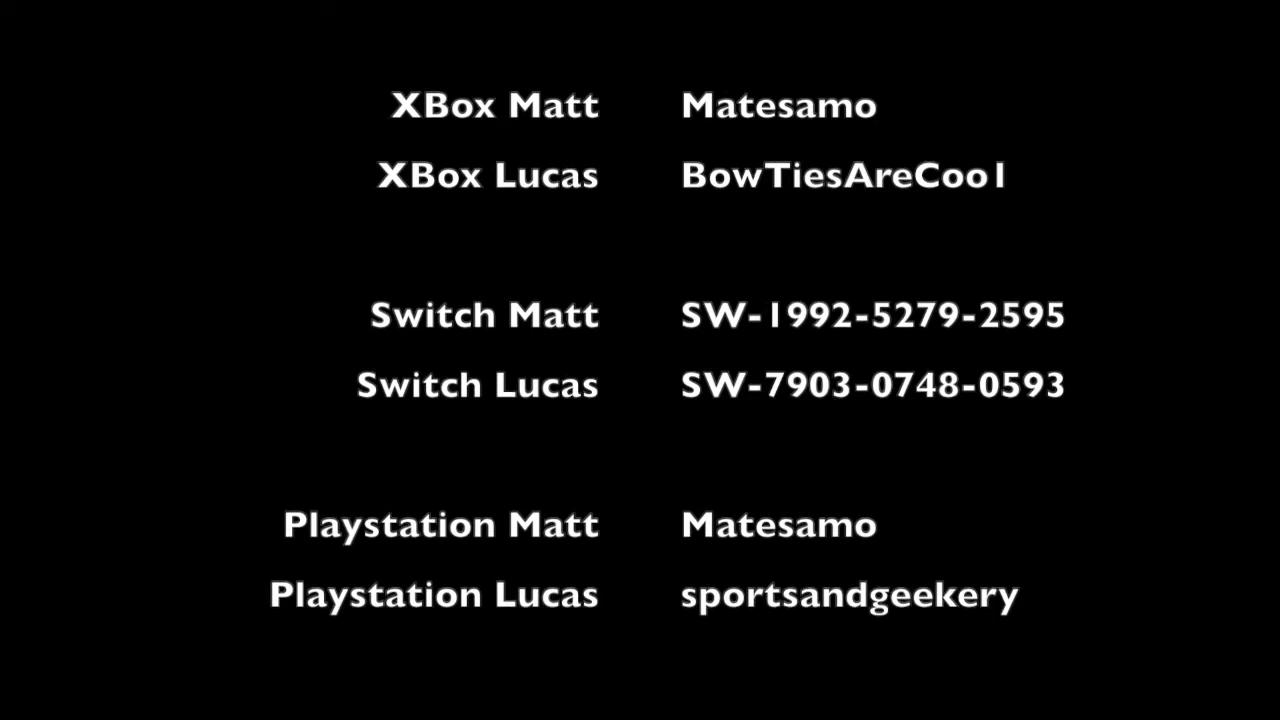 XBox Matt Matesamo
XBox Lucas BowTiesAreCoo1
Switch Matt SW-1992-5279-2595
Switch Lucas SW-7903-0748-0593
Playstation Matt Matesamo
Playstation Lucas sportsandgeekery